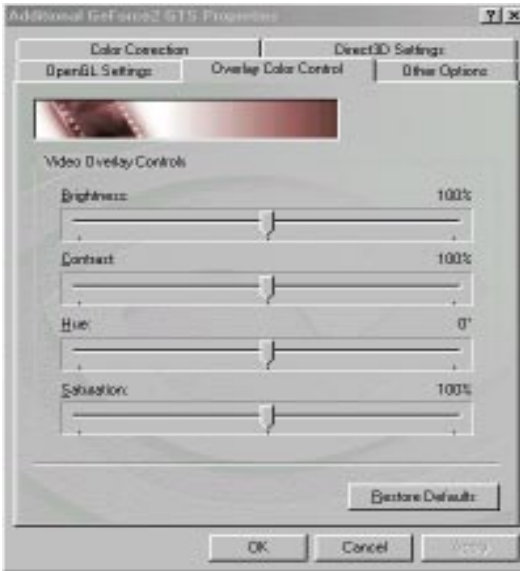 Additional GeForce2 GTS Properties
? x
Color Correction
Direct3D Settings
OpenGL Settings
Overlay Color Control
Other Options
Video Overlay Controls
Brightness: 100%
Contrast: 100%
Hue: 0°
Saturation: 100%
Restore Defaults
OK
Cancel
Apply